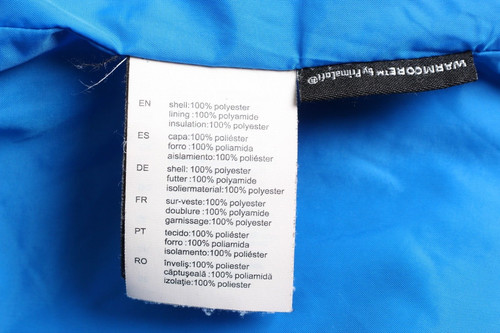 WARMCORE™ by Primaloft®
EN shell:100% polyester
lining :100% polyamide
insulation:100% polyester
ES capa:100% poliéster
forro :100% poliamida
aislamiento:100% poliéster
DE shell: 100% polyester
futter :100% polyamide
isoliermaterial:100% polyester
FR sur-veste: 100% polyester
doublure :100% polyamide
garnissage: 100% polyester
PT tecido:100% poliéster
forro :100% poliamida
isolamento:100% poliéster
RO înveliş: 100% poliester
căptuşeală :100% poliamidă
izolaţie: 100% poliester